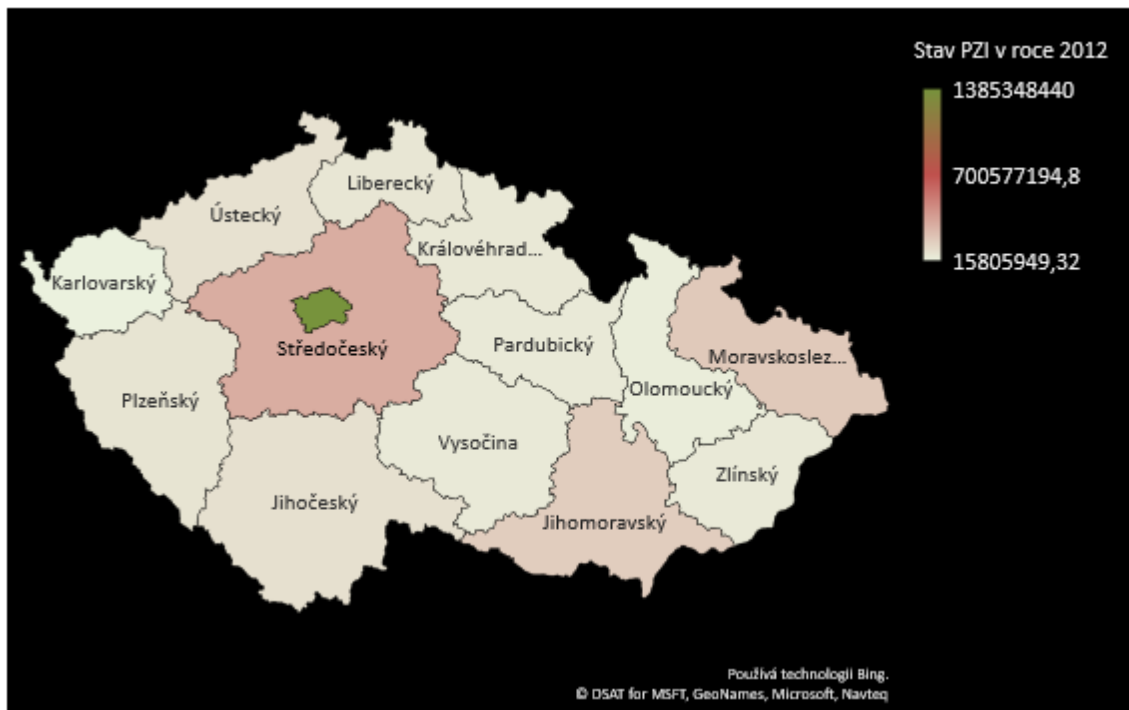 Stav PZI v roce 2012
1385348440
700577194,8
15805949,32
Liberecký
Ústecký
Královéhrad...
Karlovarský
Středočeský
Pardubický
Moravskoslez...
Plzeňský
Olomoucký
Vysočina
Zlínský
Jihočeský
Jihomoravský
Používá technologii Bing.
© DSAT for MSFT, GeoNames, Microsoft, Navteq